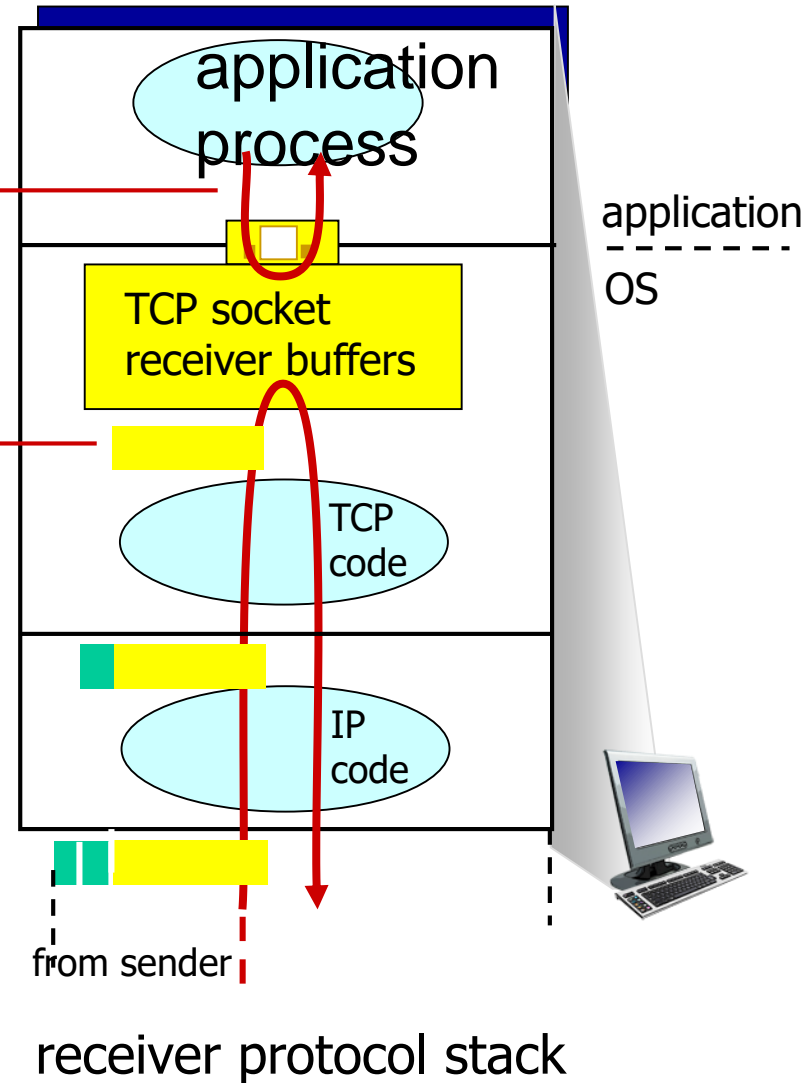 application
process
application
OS
TCP socket
receiver buffers
TCP
code
IP
code
from sender
receiver protocol stack